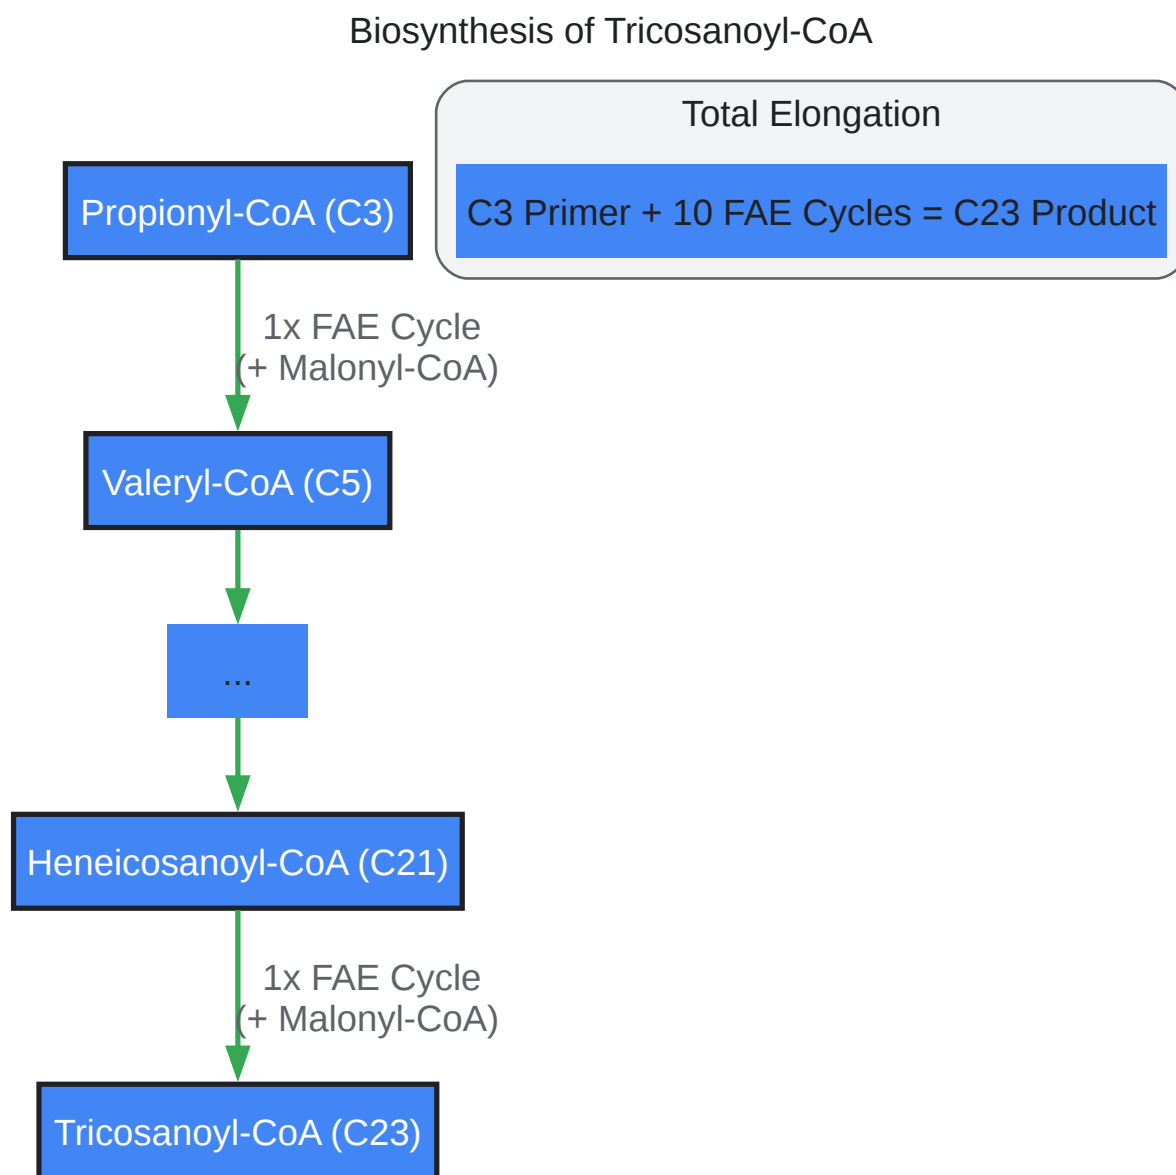 Biosynthesis of Tricosanoyl-CoA
Total Elongation
Propionyl-CoA (C3)
C3 Primer + 10 FAE Cycles = C23 Product
1x FAE Cycle
(+ Malonyl-CoA)
Valeryl-CoA (C5)
...
Heneicosanoyl-CoA (C21)
1x FAE Cycle
(+ Malonyl-CoA)
Tricosanoyl-CoA (C23)